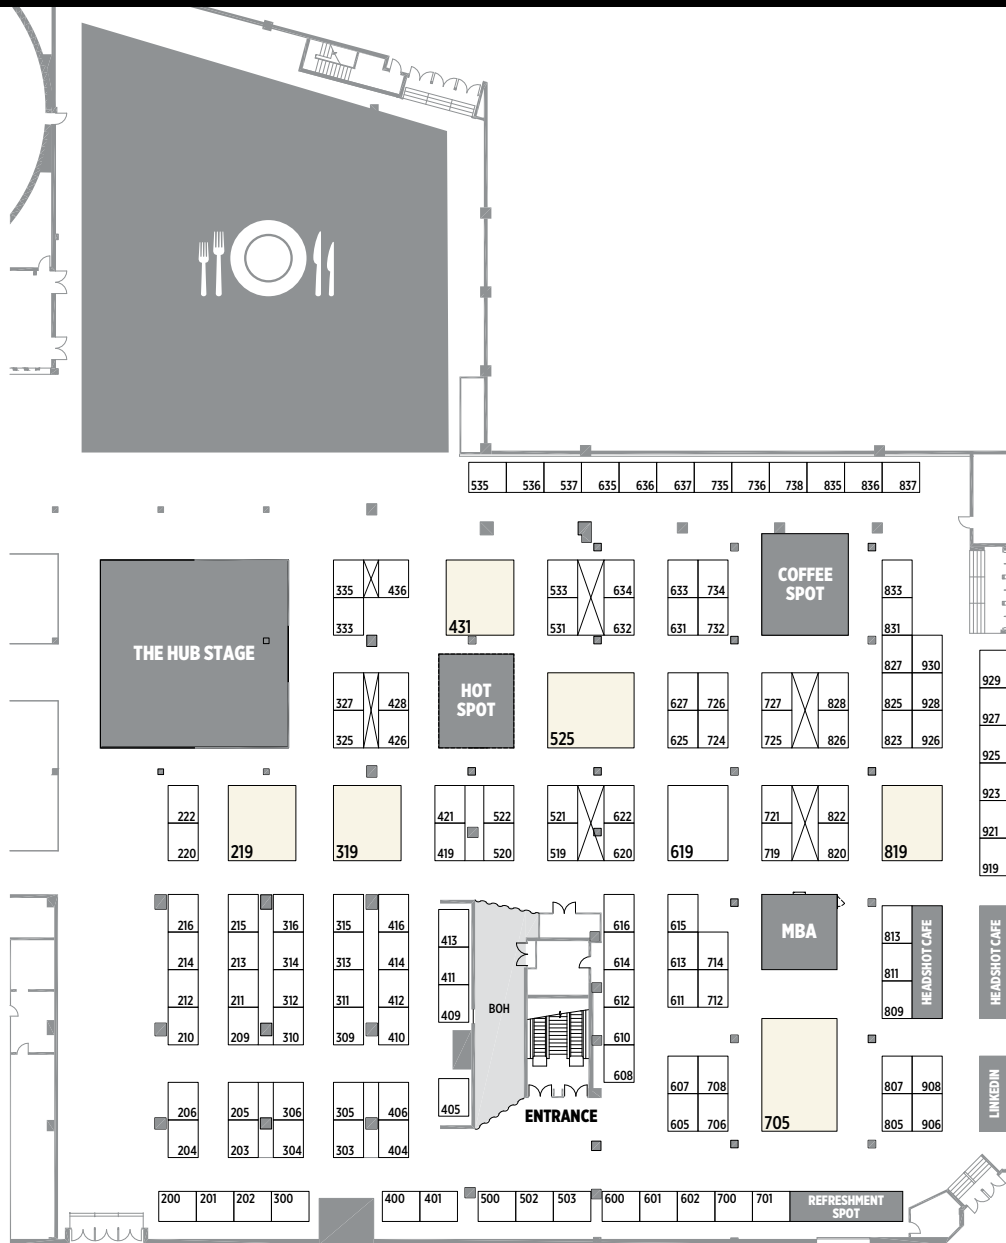 535 536 537 635 636 637 735 736 738 835 836 837
335 436 533 634 633 734 COFFEE 833
SPOT
333 431 531 632 631 732 831
THE HUB STAGE
827 930
HOT
SPOT
929
327 428 627 726 727 828 825 928
927
325 426 525 625 724 725 826 823 926
925
923
222 421 522 521 622 721 822
921
220 219 319 419 520 519 620 619 719 820 819
919
216 215 316 315 416 413 616 615 MBA 813 HEADSHOT CAFE HEADSHOT CAFE
214 213 314 313 414 411 614 613 714 811
212 211 312 311 412 409 BOH 612 611 712 809
210 209 310 309 410 610
608
607 708 807 908 LINKEDIN
206 205 306 305 406 405
ENTRANCE
605 706 705 805 906
204 203 304 303 404
200 201 202 300 400 401 500 502 503 600 601 602 700 701 REFRESHMENT
SPOT